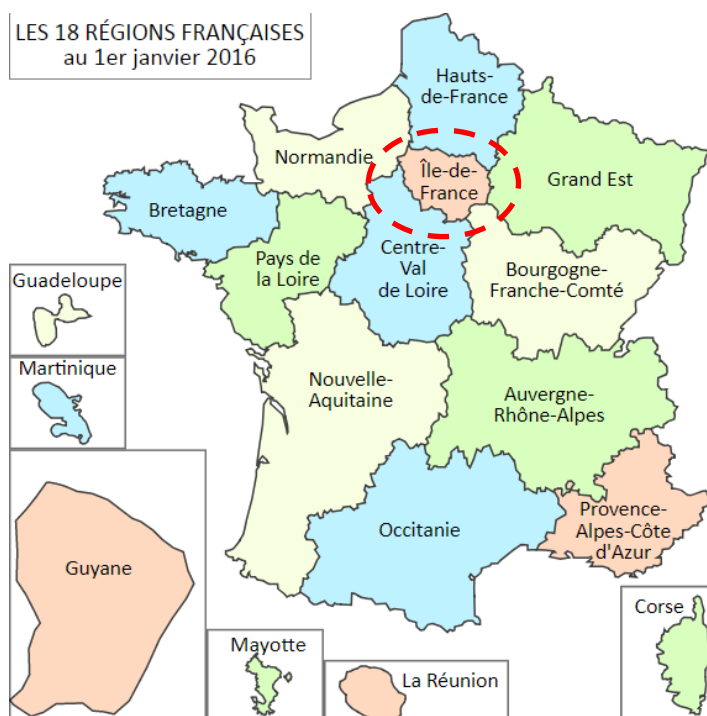 LES 18 RÉGIONS FRANÇAISES
au 1er janvier 2016
Hauts-
de-France
Normandie
Île-de-
France
Grand Est
Bretagne
Pays de
la Loire
Centre-
Val
de Loire
Bourgogne-
Franche-Comté
Guadeloupe
Martinique
Nouvelle-
Aquitaine
Auvergne-
Rhône-Alpes
Occitanie
Provence-
Alpes-Côte
d'Azur
Guyane
Corse
Mayotte
La Réunion